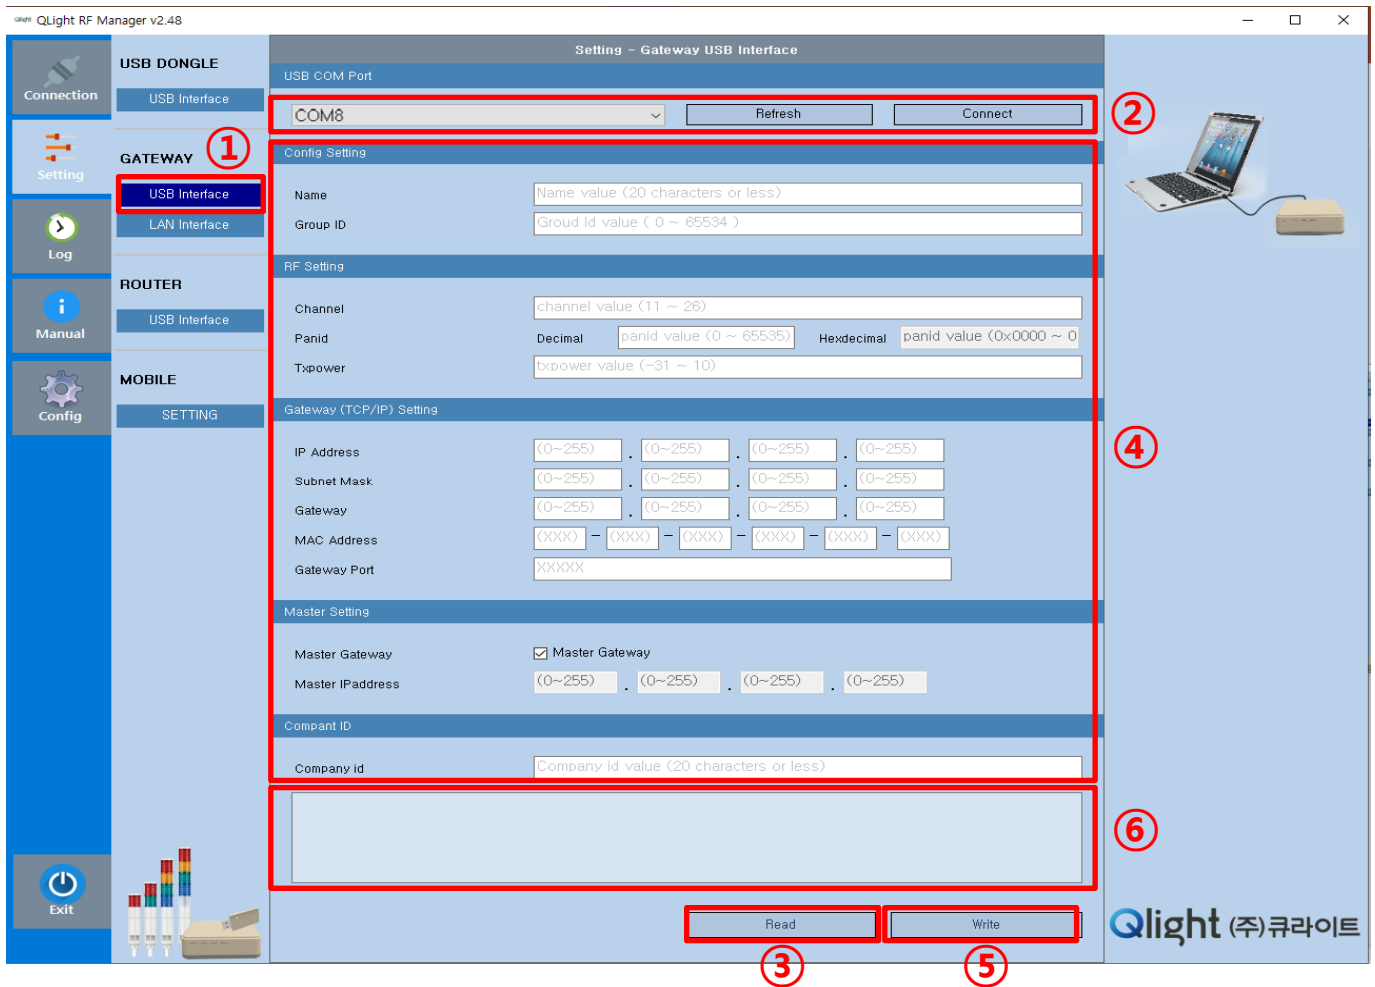 QLight RF Manager v2.48
Connection
Setting
Log
Manual
Config
Exit
USB DONGLE
USB Interface
GATEWAY
①
USB Interface
LAN Interface
ROUTER
USB Interface
MOBILE
SETTING
Setting - Gateway USB Interface
USB COM Port
COM8 Refresh Connect
②
Config Setting
Name Name value (20 characters or less)
Group ID Groud Id value ( 0 ~ 65534 )
RF Setting
Channel channel value (11 ~ 26)
Panid Decimal panid value (0 ~ 65535) Hexdecimal panid value (0x0000 ~ 0
Txpower txpower value (-31 ~ 10)
Gateway (TCP/IP) Setting
④
IP Address (0~255) . (0~255) . (0~255) . (0~255)
Subnet Mask (0~255) . (0~255) . (0~255) . (0~255)
Gateway (0~255) . (0~255) . (0~255) . (0~255)
MAC Address (XXX) - (XXX) - (XXX) - (XXX) - (XXX) - (XXX)
Gateway Port XXXXX
Master Setting
Master Gateway Master Gateway
Master IPaddress (0~255) . (0~255) . (0~255) . (0~255)
Compant ID
Company id Company id value (20 characters or less)
⑥
Read Write
③ ⑤
Qlight (주)큐라이트